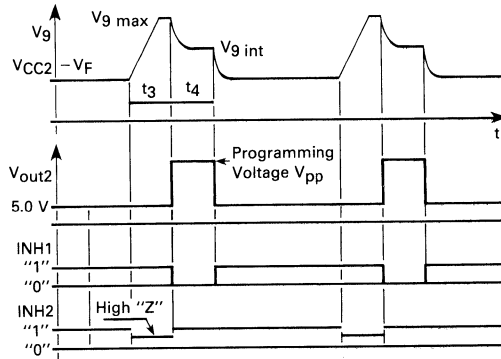 V9
V9 max
V9 int
VCC2 – VF
t3 t4
t
Vout2
5.0 V
Programming
Voltage Vpp
INH1
“1”
“0”
INH2
“1”
“0”
High “Z”